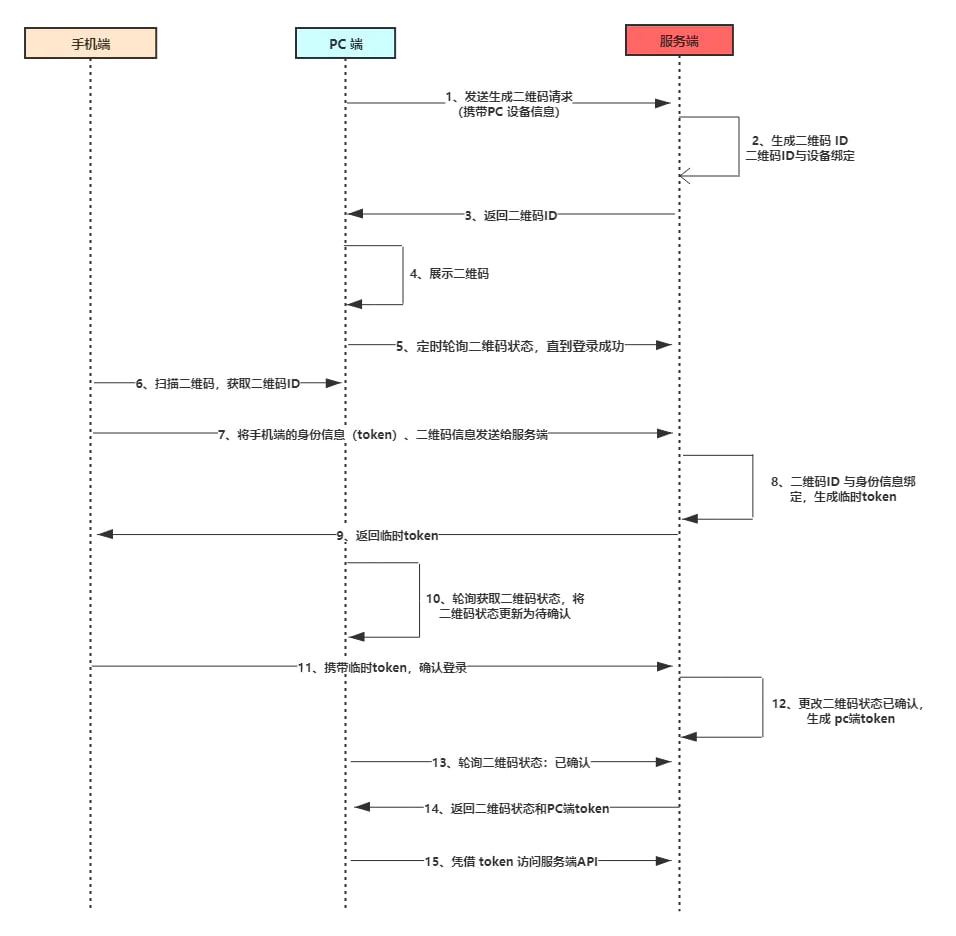 手机端
PC 端
服务端
1、发送生成二维码请求
(携带PC 设备信息)
2、生成二维码 ID
二维码ID与设备绑定
3、返回二维码ID
4、展示二维码
5、定时轮询二维码状态，直到登录成功
6、扫描二维码，获取二维码ID
7、将手机端的身份信息（token）、二维码信息发送给服务端
8、二维码ID 与身份信息绑
定，生成临时token
9、返回临时token
10、轮询获取二维码状态，将
二维码状态更新为待确认
11、携带临时token，确认登录
12、更改二维码状态已确认，
生成 pc端token
13、轮询二维码状态：已确认
14、返回二维码状态和PC端token
15、凭借 token 访问服务端API